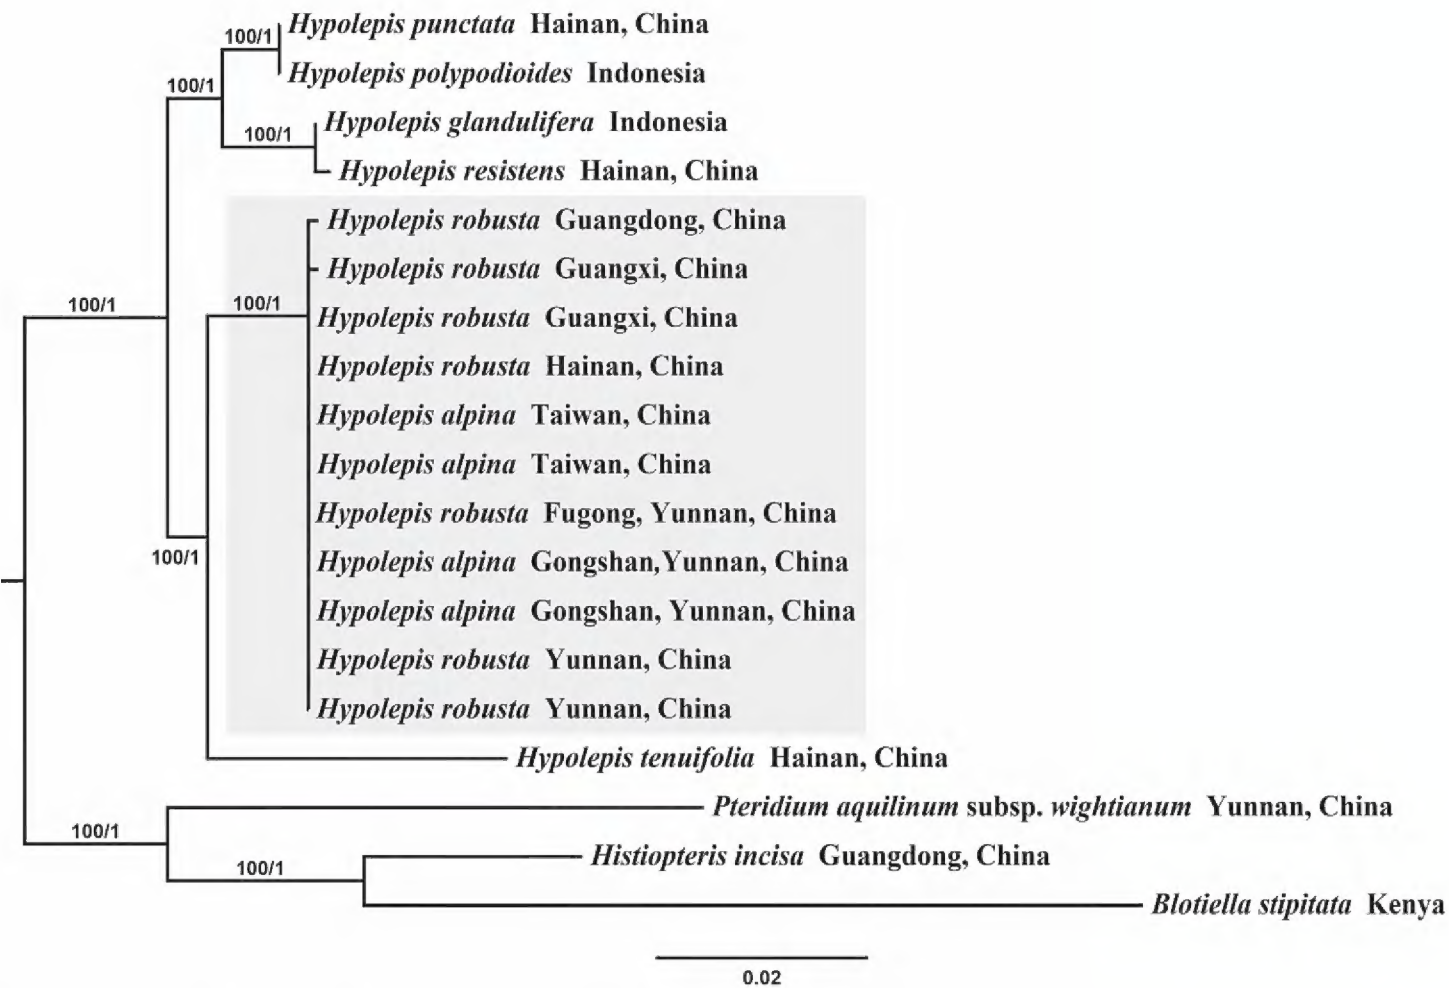 Hypolepis punctata Hainan, China
100/1
Hypolepis polypodioides Indonesia
100/1
Hypolepis glandulifera Indonesia
100/1
Hypolepis resistens Hainan, China
Hypolepis robusta Guangdong, China
Hypolepis robusta Guangxi, China
100/1
100/1
Hypolepis robusta Guangxi, China
Hypolepis robusta Hainan, China
Hypolepis alpina Taiwan, China
Hypolepis alpina Taiwan, China
Hypolepis robusta Fugong, Yunnan, China
100/1
Hypolepis alpina Gongshan,Yunnan, China
Hypolepis alpina Gongshan, Yunnan, China
Hypolepis robusta Yunnan, China
Hypolepis robusta Yunnan, China
Hypolepis tenuifolia Hainan, China
Pteridium aquilinum subsp. wightianum Yunnan, China
100/1
Histiopteris incisa Guangdong, China
100/1
Blotiella stipitata Kenya
0.02